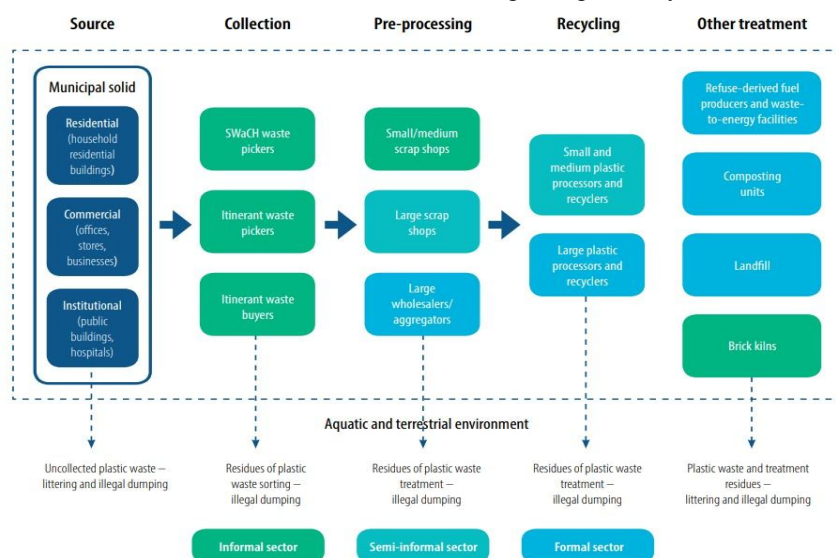 Source
Collection
Pre-processing
Recycling
Other treatment
Municipal solid
Residential
(household
residential
buildings)
Commercial
(offices,
stores,
businesses)
Institutional
(public
buildings,
hospitals)
SWaCH waste
pickers
Itinerant waste
pickers
Itinerant waste
buyers
Small/medium
scrap shops
Large scrap
shops
Large
wholesalers/
aggregators
Small and
medium plastic
processors and
recyclers
Large plastic
processors and
recyclers
Refuse-derived fuel
producers and waste-
to-energy facilities
Composting
units
Landfill
Brick kilns
Aquatic and terrestrial environment
Uncollected plastic waste –
littering and illegal dumping
Residues of plastic
waste sorting –
illegal dumping
Residues of plastic waste
treatment –
illegal dumping
Residues of plastic waste
treatment –
illegal dumping
Plastic waste and treatment
residues –
littering and illegal dumping
Informal sector
Semi-informal sector
Formal sector